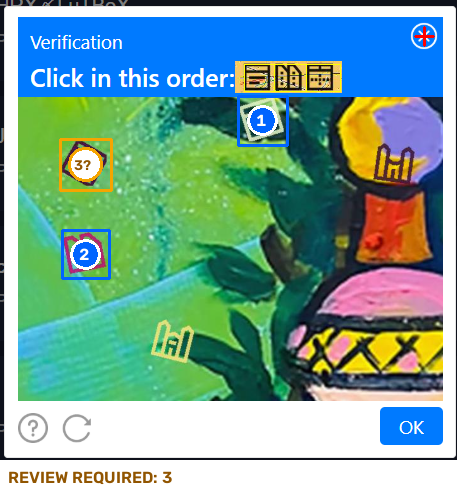 Verification
Click in this order:
1
3?
2
?
OK
REVIEW REQUIRED: 3